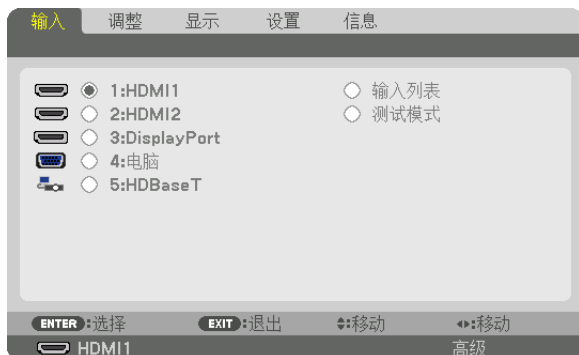 输入 调整 显示 设置 信息
1:HDMI1 输入列表
2:HDMI2 测试模式
3:DisplayPort
4:电脑
5:HDBaseT
ENTER:选择 EXIT:退出 :移动 :移动
HDMI1 高级